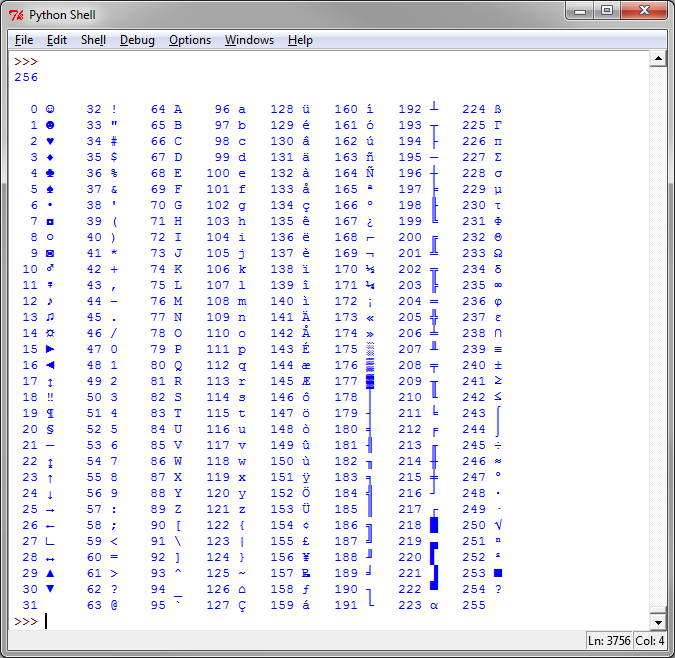 Python Shell
File Edit Shell Debug Options Windows Help
>>>
256
0 ☺ 32 ! 64 A 96 a 128 ü 160 í 192 ┴ 224 ß
1 ☻ 33 " 65 B 97 b 129 é 161 ó 193 ┬ 225 Γ
2 ♥ 34 # 66 C 98 c 130 â 162 ú 194 ├ 226 π
3 ♦ 35 $ 67 D 99 d 131 ä 163 ñ 195 ─ 227 Σ
4 ♣ 36 % 68 E 100 e 132 à 164 Ñ 196 ┼ 228 σ
5 ♠ 37 & 69 F 101 f 133 å 165 ª 197 ╞ 229 µ
6 • 38 ' 70 G 102 g 134 ç 166 º 198 ╟ 230 τ
7 ◘ 39 ( 71 H 103 h 135 ê 167 ¿ 199 ╚ 231 Φ
8 ○ 40 ) 72 I 104 i 136 ë 168 ⌐ 200 ╔ 232 Θ
9 ◙ 41 * 73 J 105 j 137 è 169 ¬ 201 ╩ 233 Ω
10 ♂ 42 + 74 K 106 k 138 ï 170 ½ 202 ╦ 234 δ
11 ♀ 43 , 75 L 107 l 139 î 171 ¼ 203 ╠ 235 ∞
12 ♪ 44 - 76 M 108 m 140 ì 172 ¡ 204 ═ 236 φ
13 ♫ 45 . 77 N 109 n 141 Ä 173 « 205 ╬ 237 ε
14 ☼ 46 / 78 O 110 o 142 Å 174 » 206 ╧ 238 ∩
15 ► 47 0 79 P 111 p 143 É 175 ░ 207 ╨ 239 ≡
16 ◄ 48 1 80 Q 112 q 144 æ 176 ▒ 208 ╤ 240 ±
17 ↕ 49 2 81 R 113 r 145 Æ 177 ▓ 209 ╥ 241 ≥
18 ‼ 50 3 82 S 114 s 146 ô 178 │ 210 ╙ 242 ≤
19 ¶ 51 4 83 T 115 t 147 ö 179 ┤ 211 ╘ 243 ⌠
20 § 52 5 84 U 116 u 148 ò 180 ╡ 212 ╒ 244 ⌡
21 ─ 53 6 85 V 117 v 149 û 181 ╢ 213 ╓ 245 ÷
22 ↨ 54 7 86 W 118 w 150 ù 182 ╖ 214 ╫ 246 ≈
23 ↑ 55 8 87 X 119 x 151 ÿ 183 ╕ 215 ╪ 247 °
24 ↓ 56 9 88 Y 120 y 152 Ö 184 ╣ 216 ┘ 248 ∙
25 → 57 : 89 Z 121 z 153 Ü 185 ║ 217 ┌ 249 ·
26 ← 58 ; 90 [ 122 { 154 ¢ 186 ╗ 218 █ 250 √
27 ∟ 59 < 91 \ 123 | 155 £ 187 ╝ 219 ▄ 251 ⁿ
28 ↔ 60 = 92 ] 124 } 156 ¥ 188 ╜ 220 ▌ 252 ²
29 ▲ 61 > 93 ^ 125 ~ 157 ₧ 189 ╛ 221 ▐ 253 ■
30 ▼ 62 ? 94 _ 126 ⌂ 158 ƒ 190 ┐ 222 ▀ 254 ?
31 63 @ 95 ` 127 Ç 159 á 191 └ 223 α 255
>>>
Ln: 3756 Col: 4